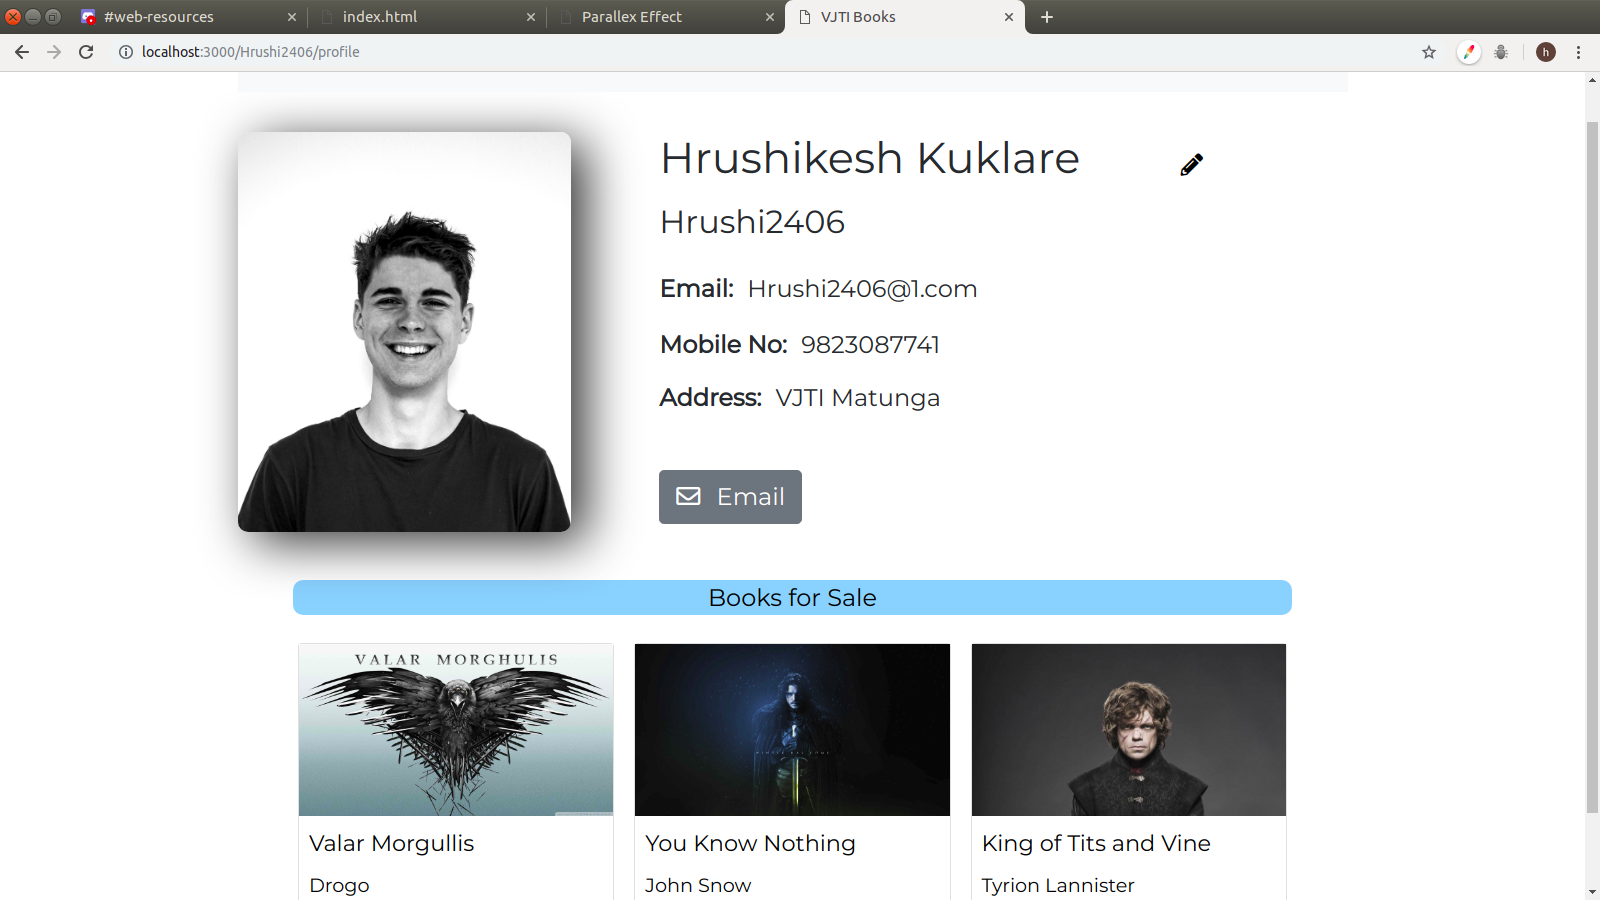 #web-resources
index.html
Parallex Effect
VJTI Books
localhost:3000/Hrushi2406/profile
h
Hrushikesh Kuklare
Hrushi2406
Email: Hrushi2406@1.com
Mobile No: 9823087741
Address: VJTI Matunga
Email
Books for Sale
VALAR MORGHULIS
Valar Morgullis
Drogo
You Know Nothing
John Snow
King of Tits and Vine
Tyrion Lannister